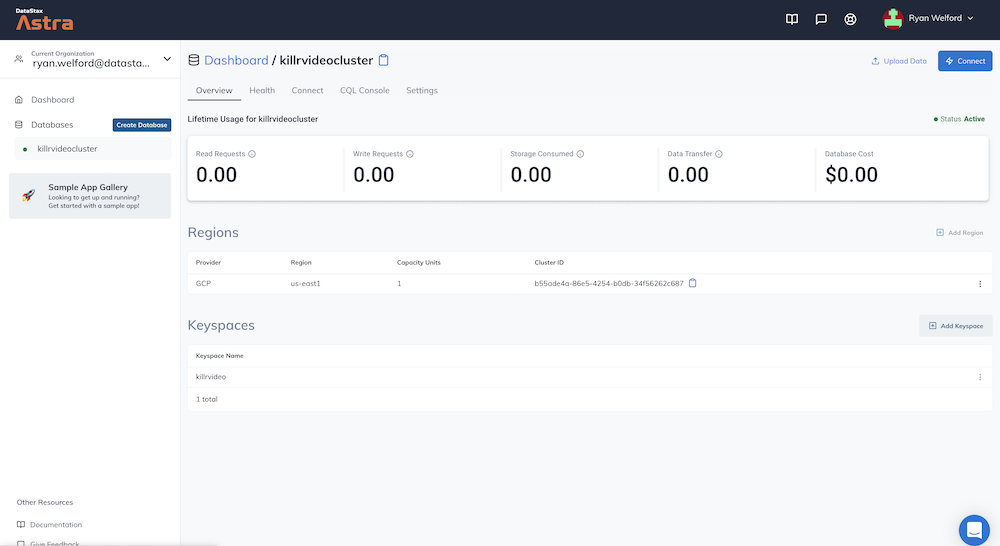 DataStax
Astra
Ryan Welford
Current Organization
ryan.welford@datasta...
Dashboard
Databases
Create Database
killrvideocluster
Sample App Gallery
Looking to get up and running?
Get started with a sample app!
Other Resources
Documentation
Give Feedback
Dashboard / killrvideocluster
Upload Data
Connect
Overview Health Connect CQL Console Settings
Lifetime Usage for killrvideocluster
Status Active
Read Requests Write Requests Storage Consumed Data Transfer Database Cost
0.00 0.00 0.00 0.00 $0.00
Regions
Add Region
Provider Region Capacity Units Cluster ID
GCP us-east1 1 b55ade4a-86e5-4254-b0db-34f56262c687
Keyspaces
Add Keyspace
Keyspace Name
killrvideo
1 total